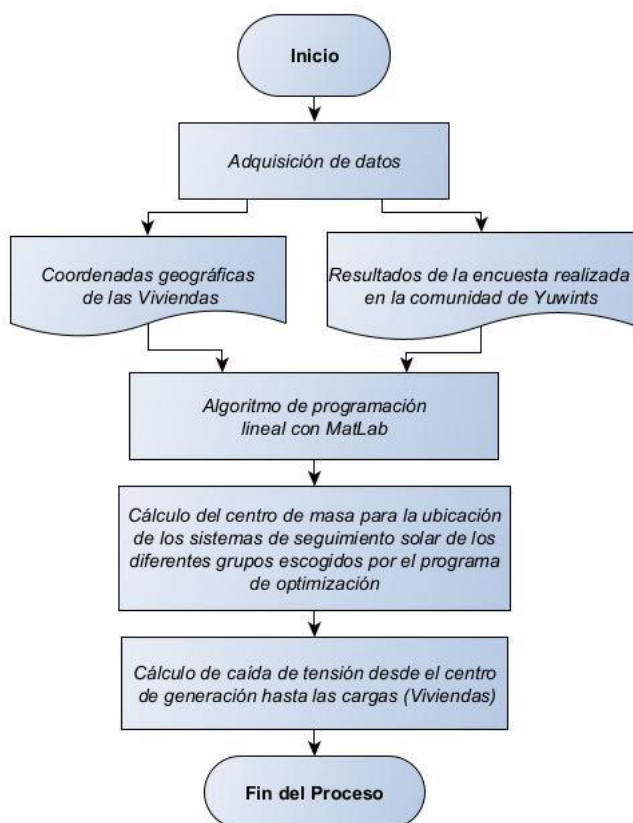 Inicio
Adquisición de datos
Coordenadas geográficas
de las Viviendas
Resultados de la encuesta realizada
en la comunidad de Yuwints
Algoritmo de programación
lineal con MatLab
Cálculo del centro de masa para la ubicación
de los sistemas de seguimiento solar de los
diferentes grupos escogidos por el programa
de optimización
Cálculo de caída de tensión desde el centro
de generación hasta las cargas (Viviendas)
Fin del Proceso